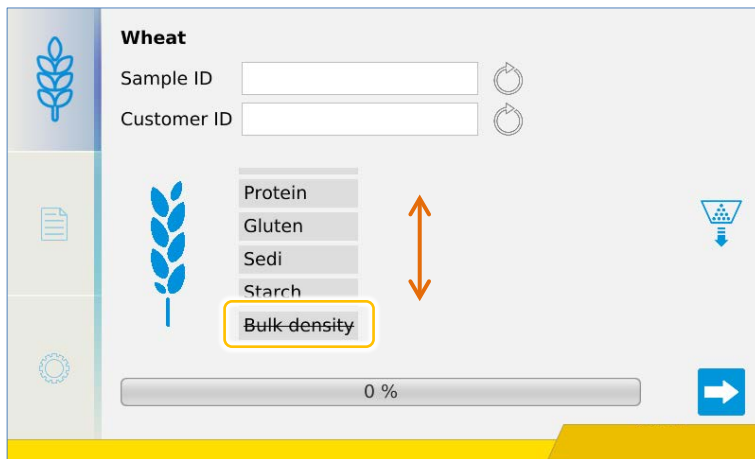 Wheat
Sample ID
Customer ID
Protein
Gluten
Sedi
Starch
Bulk density
0 %